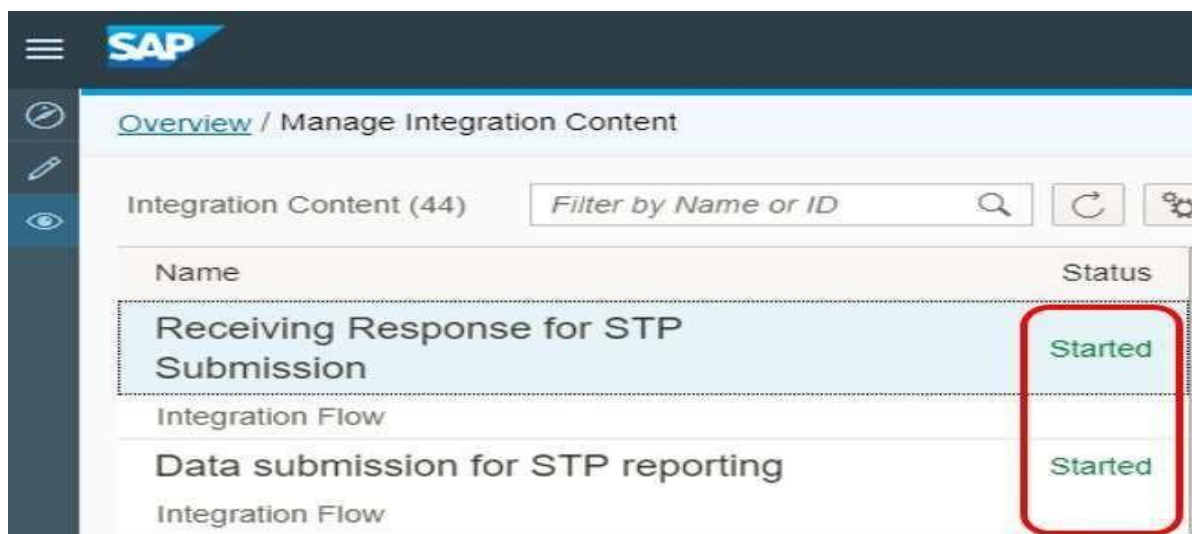 SAP
Overview / Manage Integration Content
Integration Content (44) Filter by Name or ID
Name Status
Receiving Response for STP
Submission
Started
Integration Flow
Data submission for STP reporting Started
Integration Flow